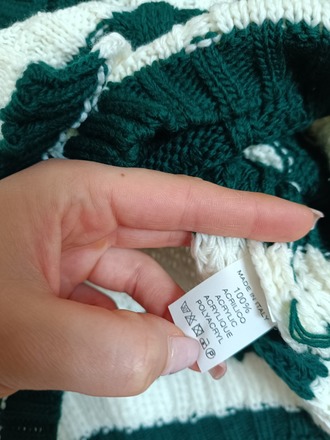 MADE IN ITALY
100%
ACRILICO
ACRYLIC
ACRYLIQUE
POLYACRYL